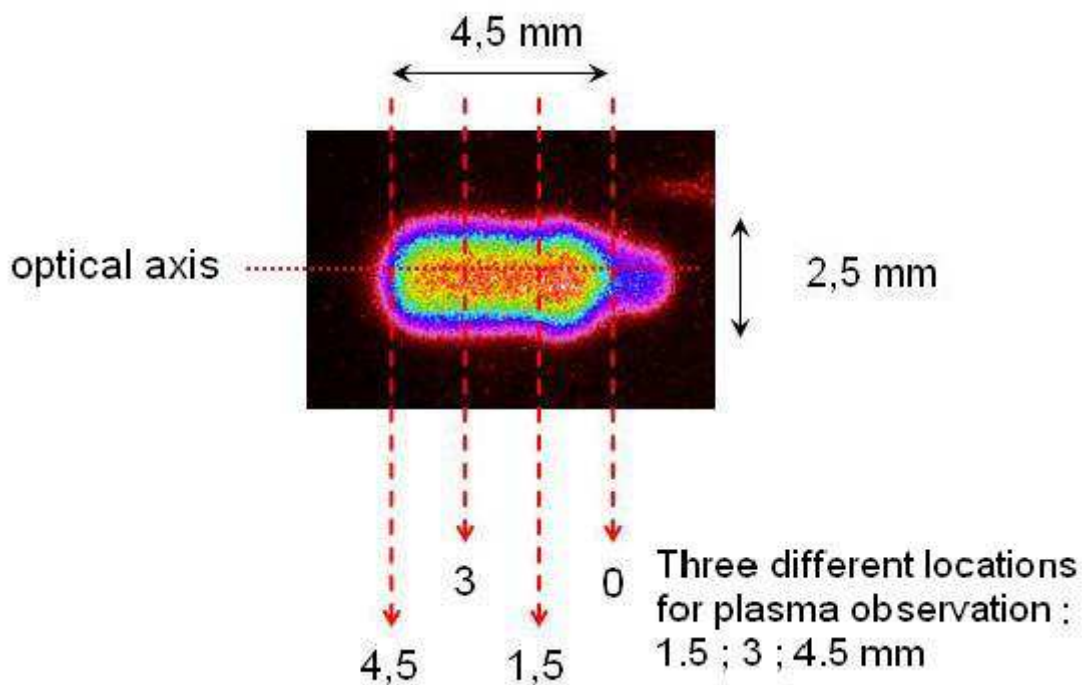 4,5 mm
optical axis
2,5 mm
3
0
Three different locations
for plasma observation :
1.5 ; 3 ; 4.5 mm
4,5
1,5